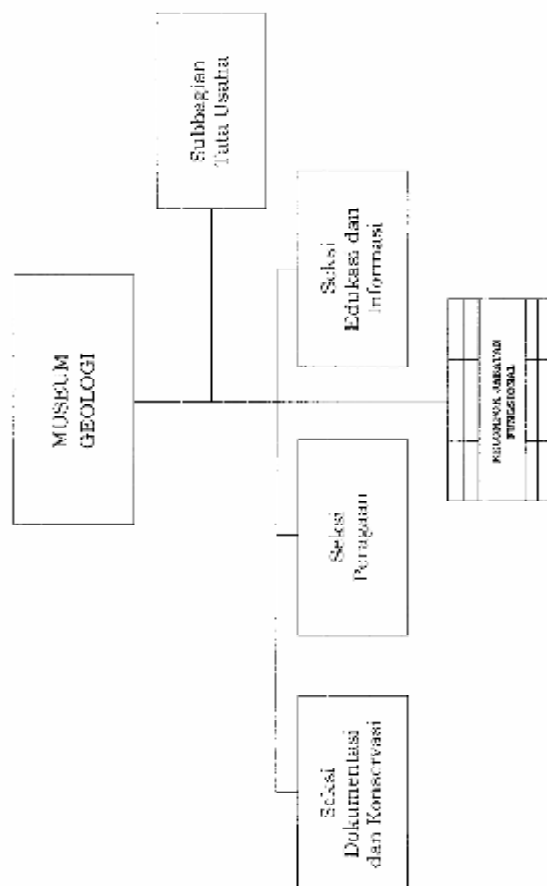 MUSEUM
GEOLOGI
Subbagian
Tata Usaha
Seksi
Dokumentasi
dan Konservasi
Seksi
Peragaan
Seksi
Edukasi dan
Informasi
KELOMPOK JABATAN
FUNGSIONAL